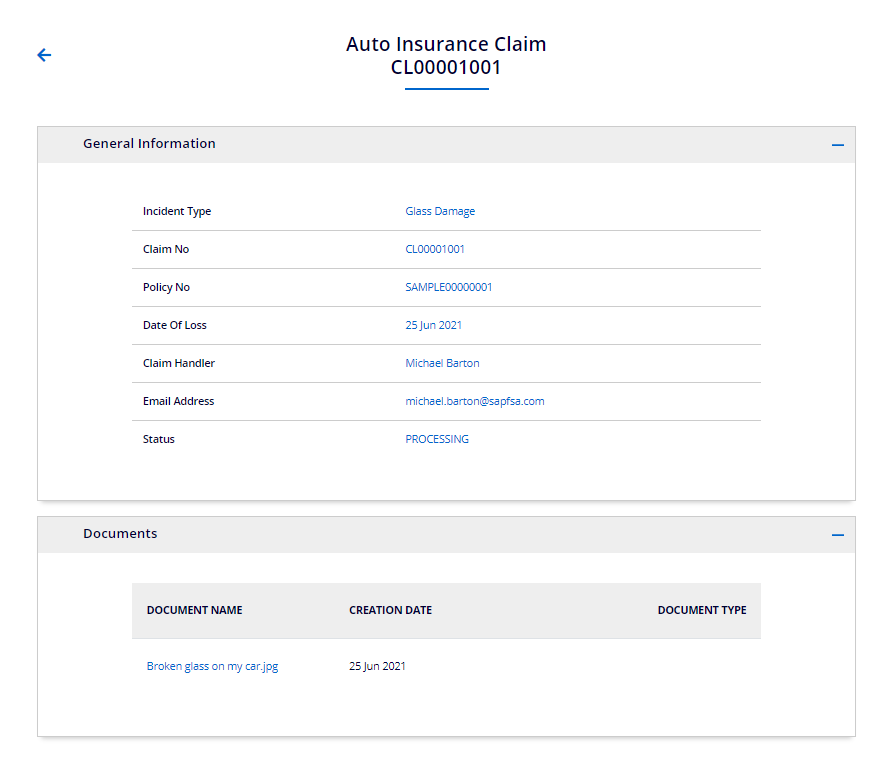 Auto Insurance Claim
CL00001001
General Information
Incident Type Glass Damage
Claim No CL00001001
Policy No SAMPLE00000001
Date Of Loss 25 Jun 2021
Claim Handler Michael Barton
Email Address michael.barton@sapfsa.com
Status PROCESSING
Documents
DOCUMENT NAME CREATION DATE DOCUMENT TYPE
Broken glass on my car.jpg 25 Jun 2021